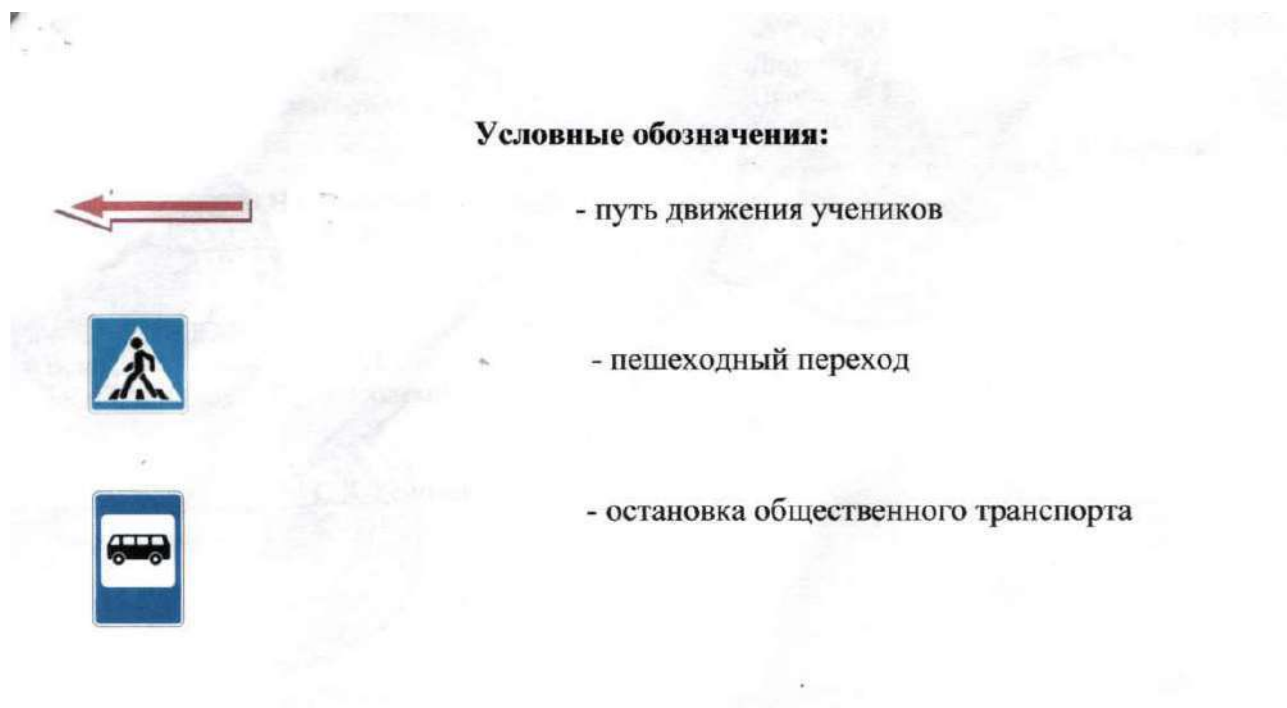 Условные обозначения:
- путь движения учеников
- пешеходный переход
- остановка общественного транспорта